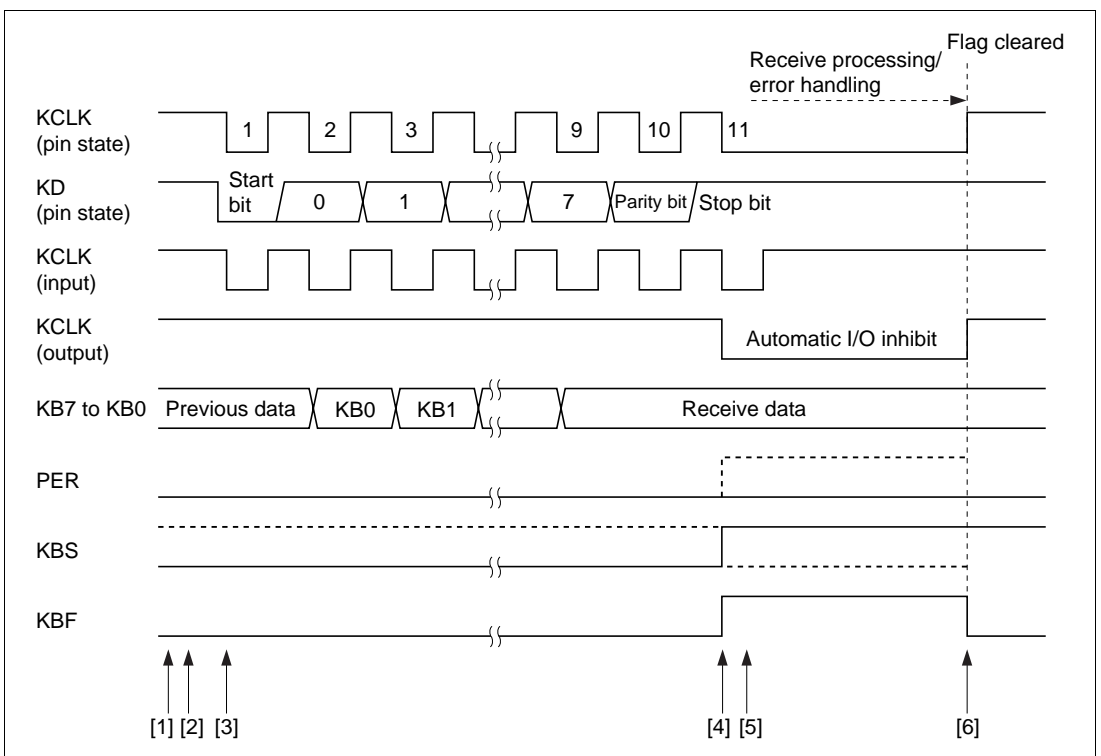 Flag cleared
Receive processing/
error handling
KCLK
(pin state)
1 2 3 9 10 11
KD
(pin state)
Start
bit
0 1 7 Parity bit Stop bit
KCLK
(input)
KCLK
(output)
Automatic I/O inhibit
KB7 to KB0 Previous data KB0 KB1 Receive data
PER
KBS
KBF
[1] [2] [3] [4] [5] [6]